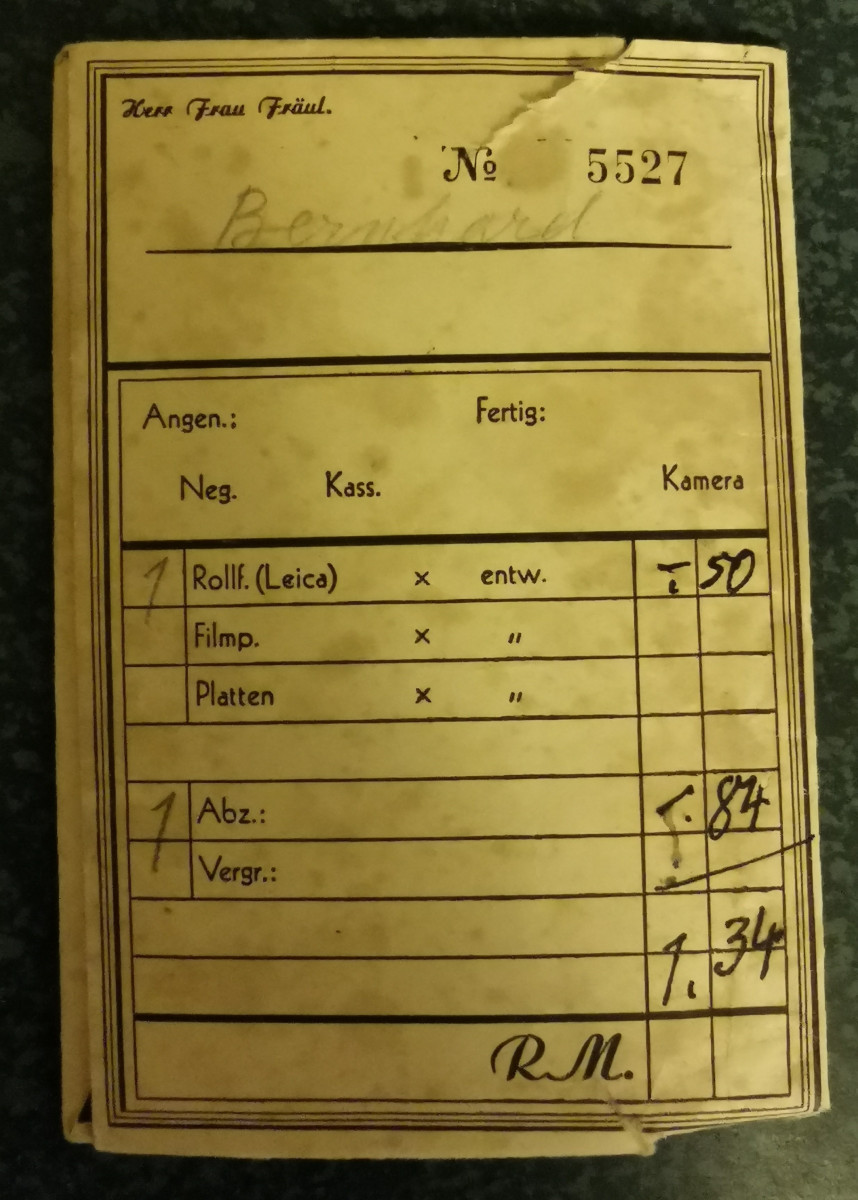 Herr Frau Fräul.
№ 5527
Bernhard
Angen.: Fertig:
Neg. Kass. Kamera
1 Rollf. (Leica) x entw. -. 50
Filmp. x "
Platten x "
1 Abz.: -. 84
Vergr.:
1. 34
R.M.